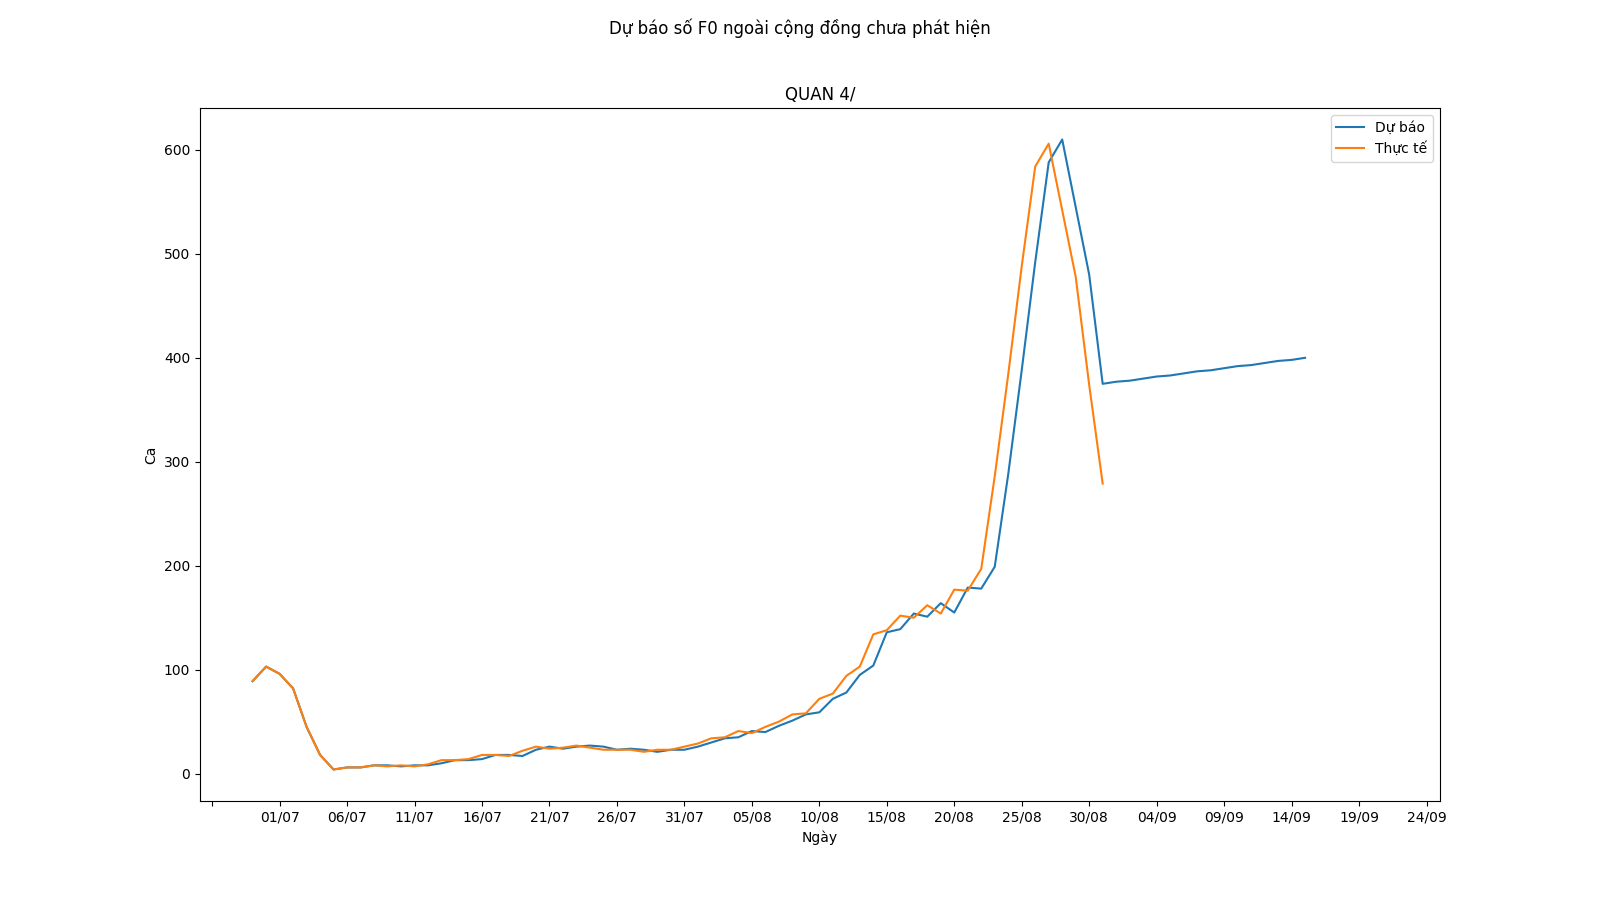 Dự báo số F0 ngoài cộng đồng chưa phát hiện
QUAN 4/
Dự báo
Thực tế
600
500
400
300
200
100
0
Ca
01/07 06/07 11/07 16/07 21/07 26/07 31/07 05/08 10/08 15/08 20/08 25/08 30/08 04/09 09/09 14/09 19/09 24/09
Ngày